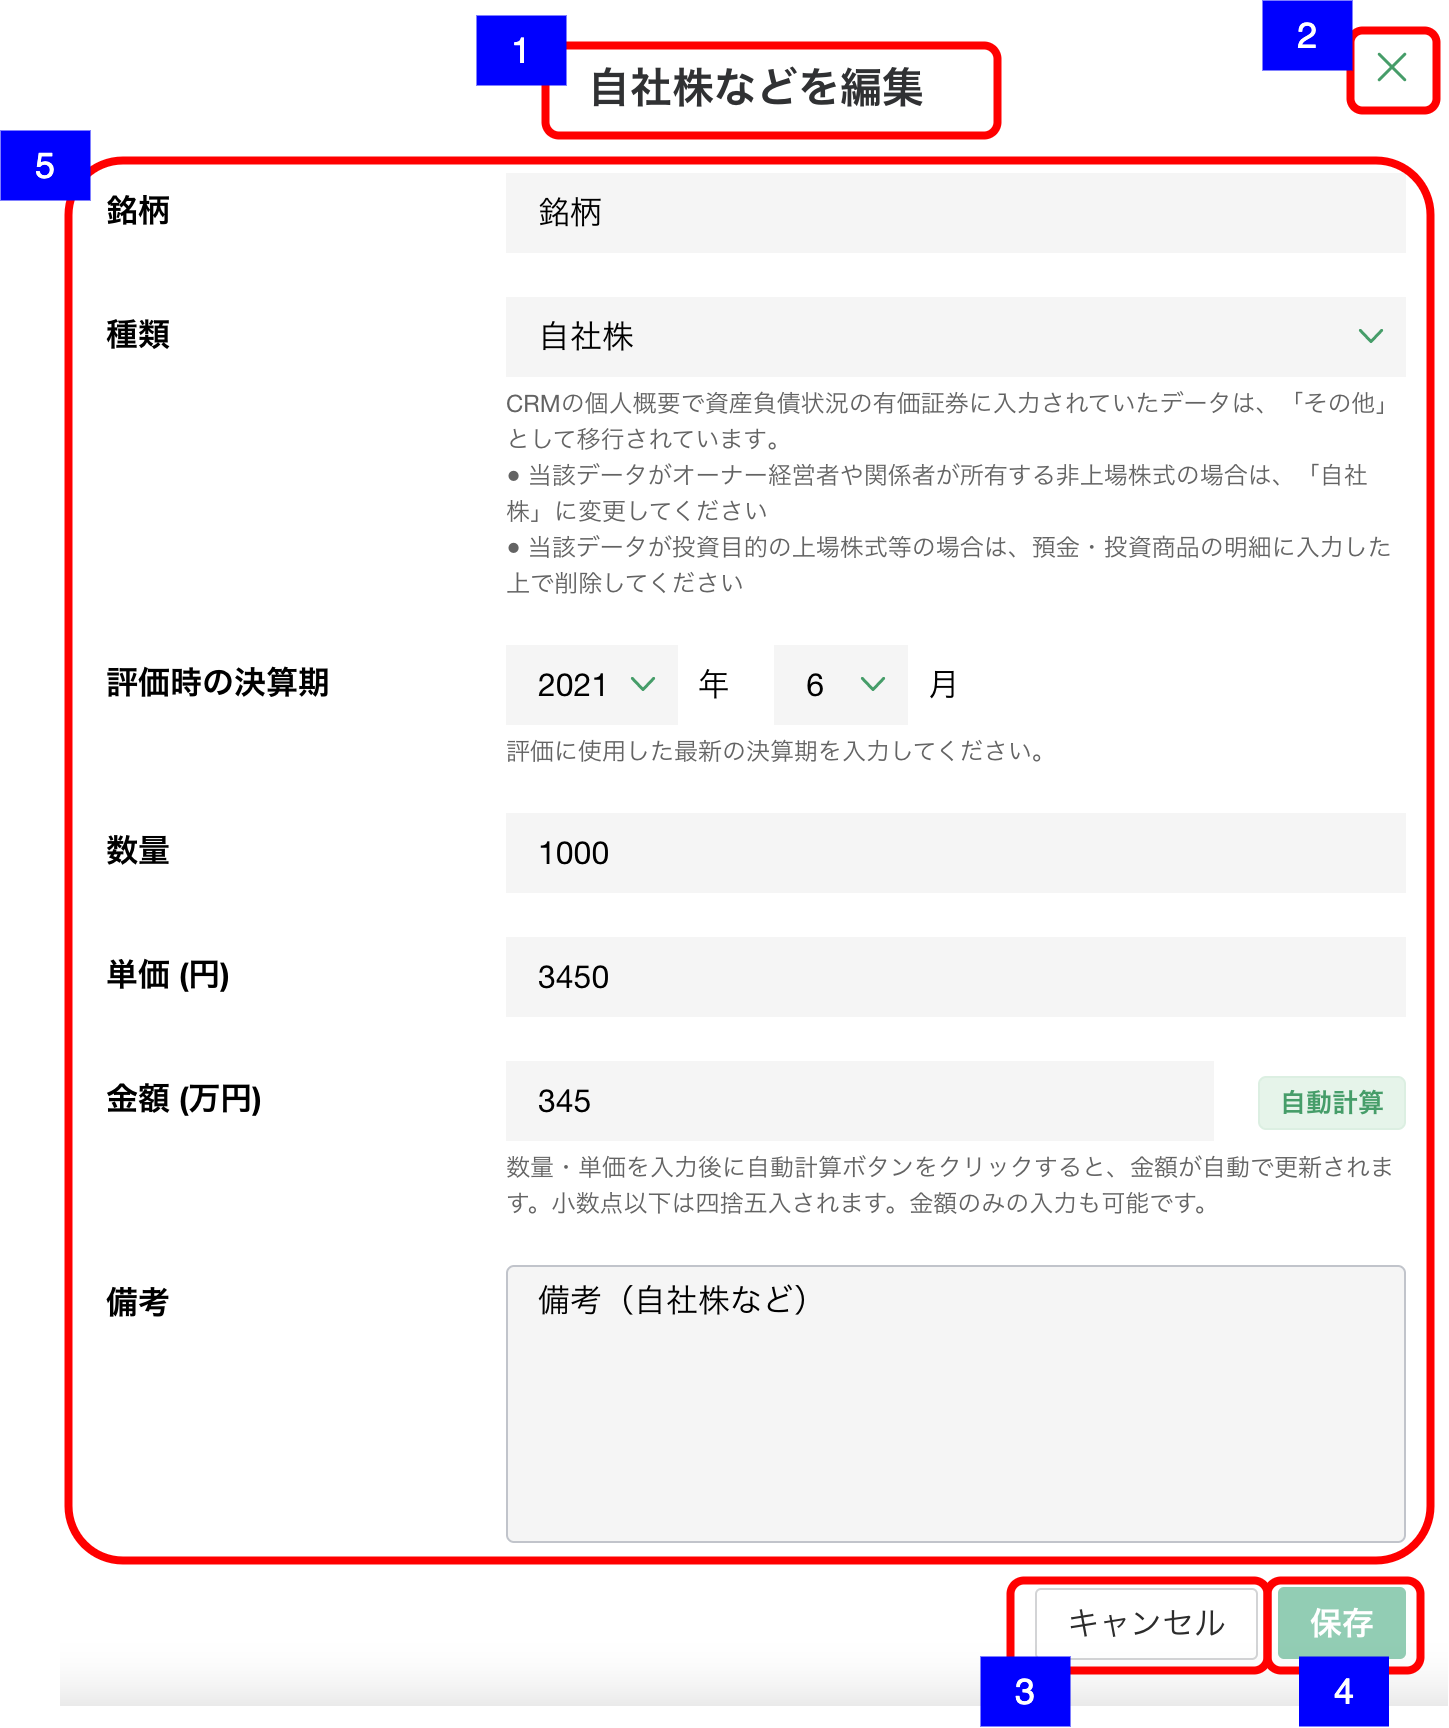 1
自社株などを編集
2
5
銘柄
銘柄
種類
自社株
CRMの個人概要で資産負債状況の有価証券に入力されていたデータは、「その他」
として移行されています。
● 当該データがオーナー経営者や関係者が所有する非上場株式の場合は、「自社
株」に変更してください
● 当該データが投資目的の上場株式等の場合は、預金・投資商品の明細に入力した
上で削除してください
評価時の決算期
2021 年 6 月
評価に使用した最新の決算期を入力してください。
数量
1000
単価 (円)
3450
金額 (万円)
345
自動計算
数量・単価を入力後に自動計算ボタンをクリックすると、金額が自動で更新されま
す。小数点以下は四捨五入されます。金額のみの入力も可能です。
備考
備考（自社株など）
キャンセル
保存
3
4